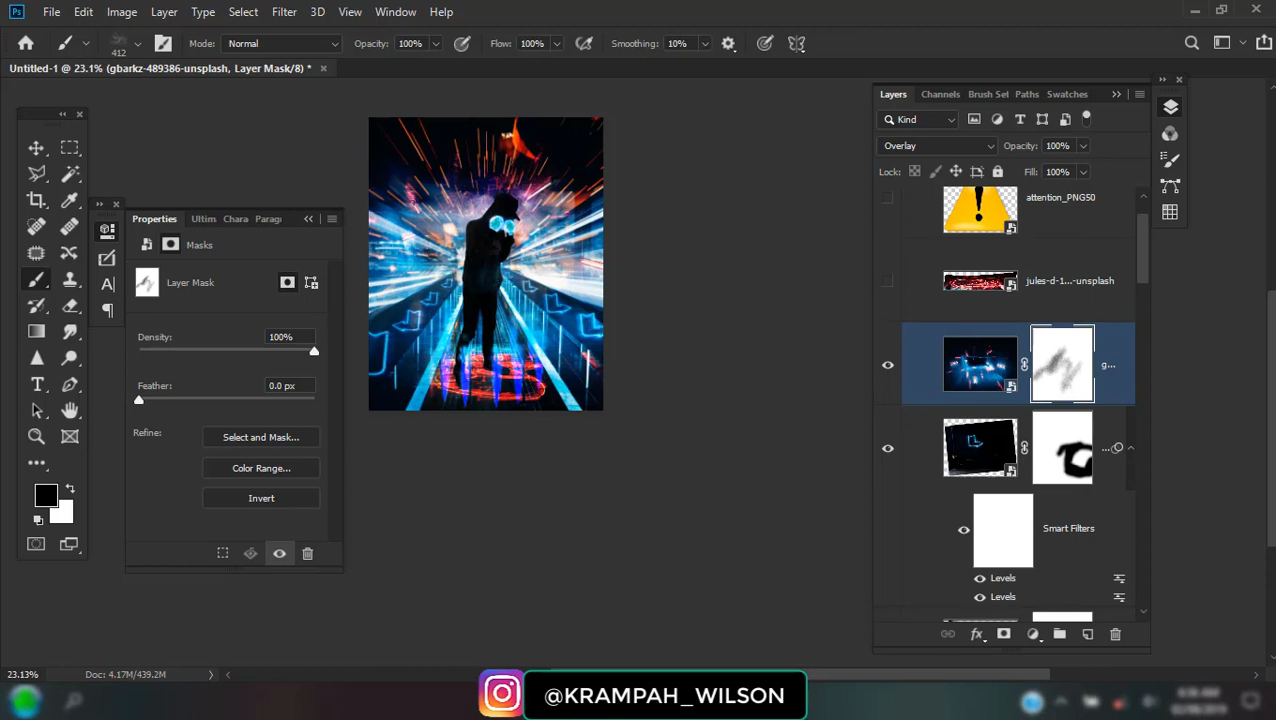 Ps File Edit Image Layer Type Select Filter 3D View Window Help
412 Mode: Normal Opacity: 100% Flow: 100% Smoothing: 10%
Untitled-1 @ 23.1% (gbarkz-489386-unsplash, Layer Mask/8) *
Layers Channels Brush Set Paths Swatches
Kind
Overlay Opacity: 100%
Lock: Fill: 100%
attention_PNG50
jules-d-1...-unsplash
g...
...
Smart Filters
Levels
Levels
Properties Ultim Chara Paragı
Masks
Layer Mask
Density: 100%
Feather: 0.0 px
Refine: Select and Mask...
Color Range...
Invert
23.13% Doc: 4.17M/439.2M
@KRAMPAH_WILSON